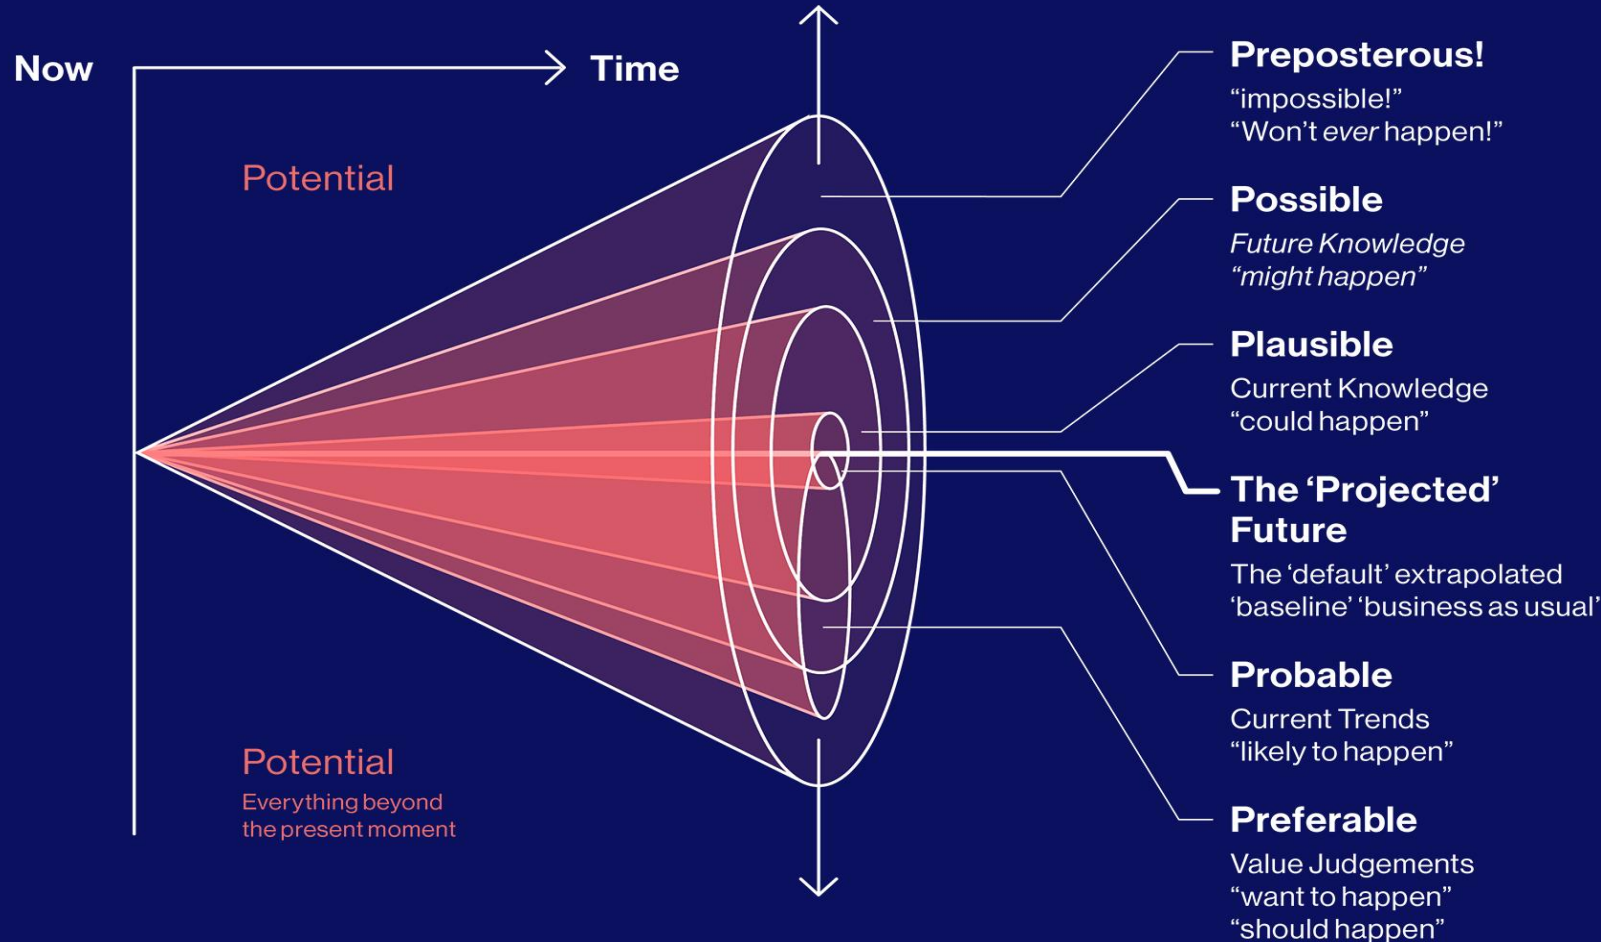 Now
Time
Potential
Potential
Everything beyond
the present moment
Preposterous!
“impossible!”
“Won’t ever happen!”
Possible
Future Knowledge
“might happen”
Plausible
Current Knowledge
“could happen”
The ‘Projected’
Future
The ‘default’ extrapolated
‘baseline’ ‘business as usual’
Probable
Current Trends
“likely to happen”
Preferable
Value Judgements
“want to happen”
“should happen”